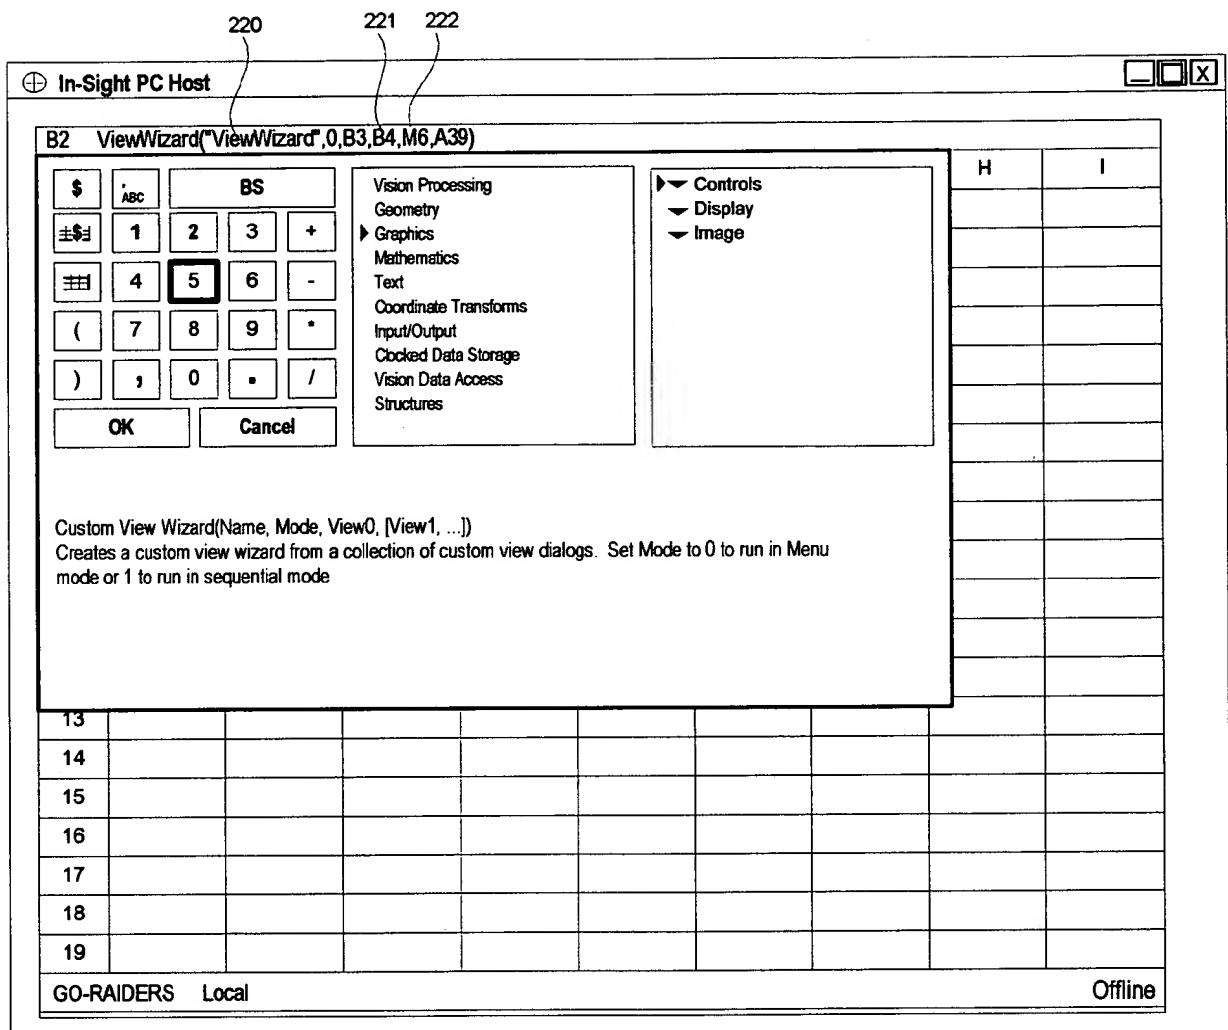 220 221 222
In-Sight PC Host X
B2 ViewWizard("ViewWizard",0,B3,B4,M6,A39)
H I
$ ' ABC BS
$ 1 2 3 +
4 5 6 -
( 7 8 9 *
) , 0 . /
OK Cancel
Vision Processing
Geometry
Graphics
Mathematics
Text
Coordinate Transforms
Input/Output
Clocked Data Storage
Vision Data Access
Structures
Controls
Display
Image
Custom View Wizard(Name, Mode, View0, [View1, ...])
Creates a custom view wizard from a collection of custom view dialogs. Set Mode to 0 to run in Menu
mode or 1 to run in sequential mode
13
14
15
16
17
18
19
GO-RAIDERS Local Offline